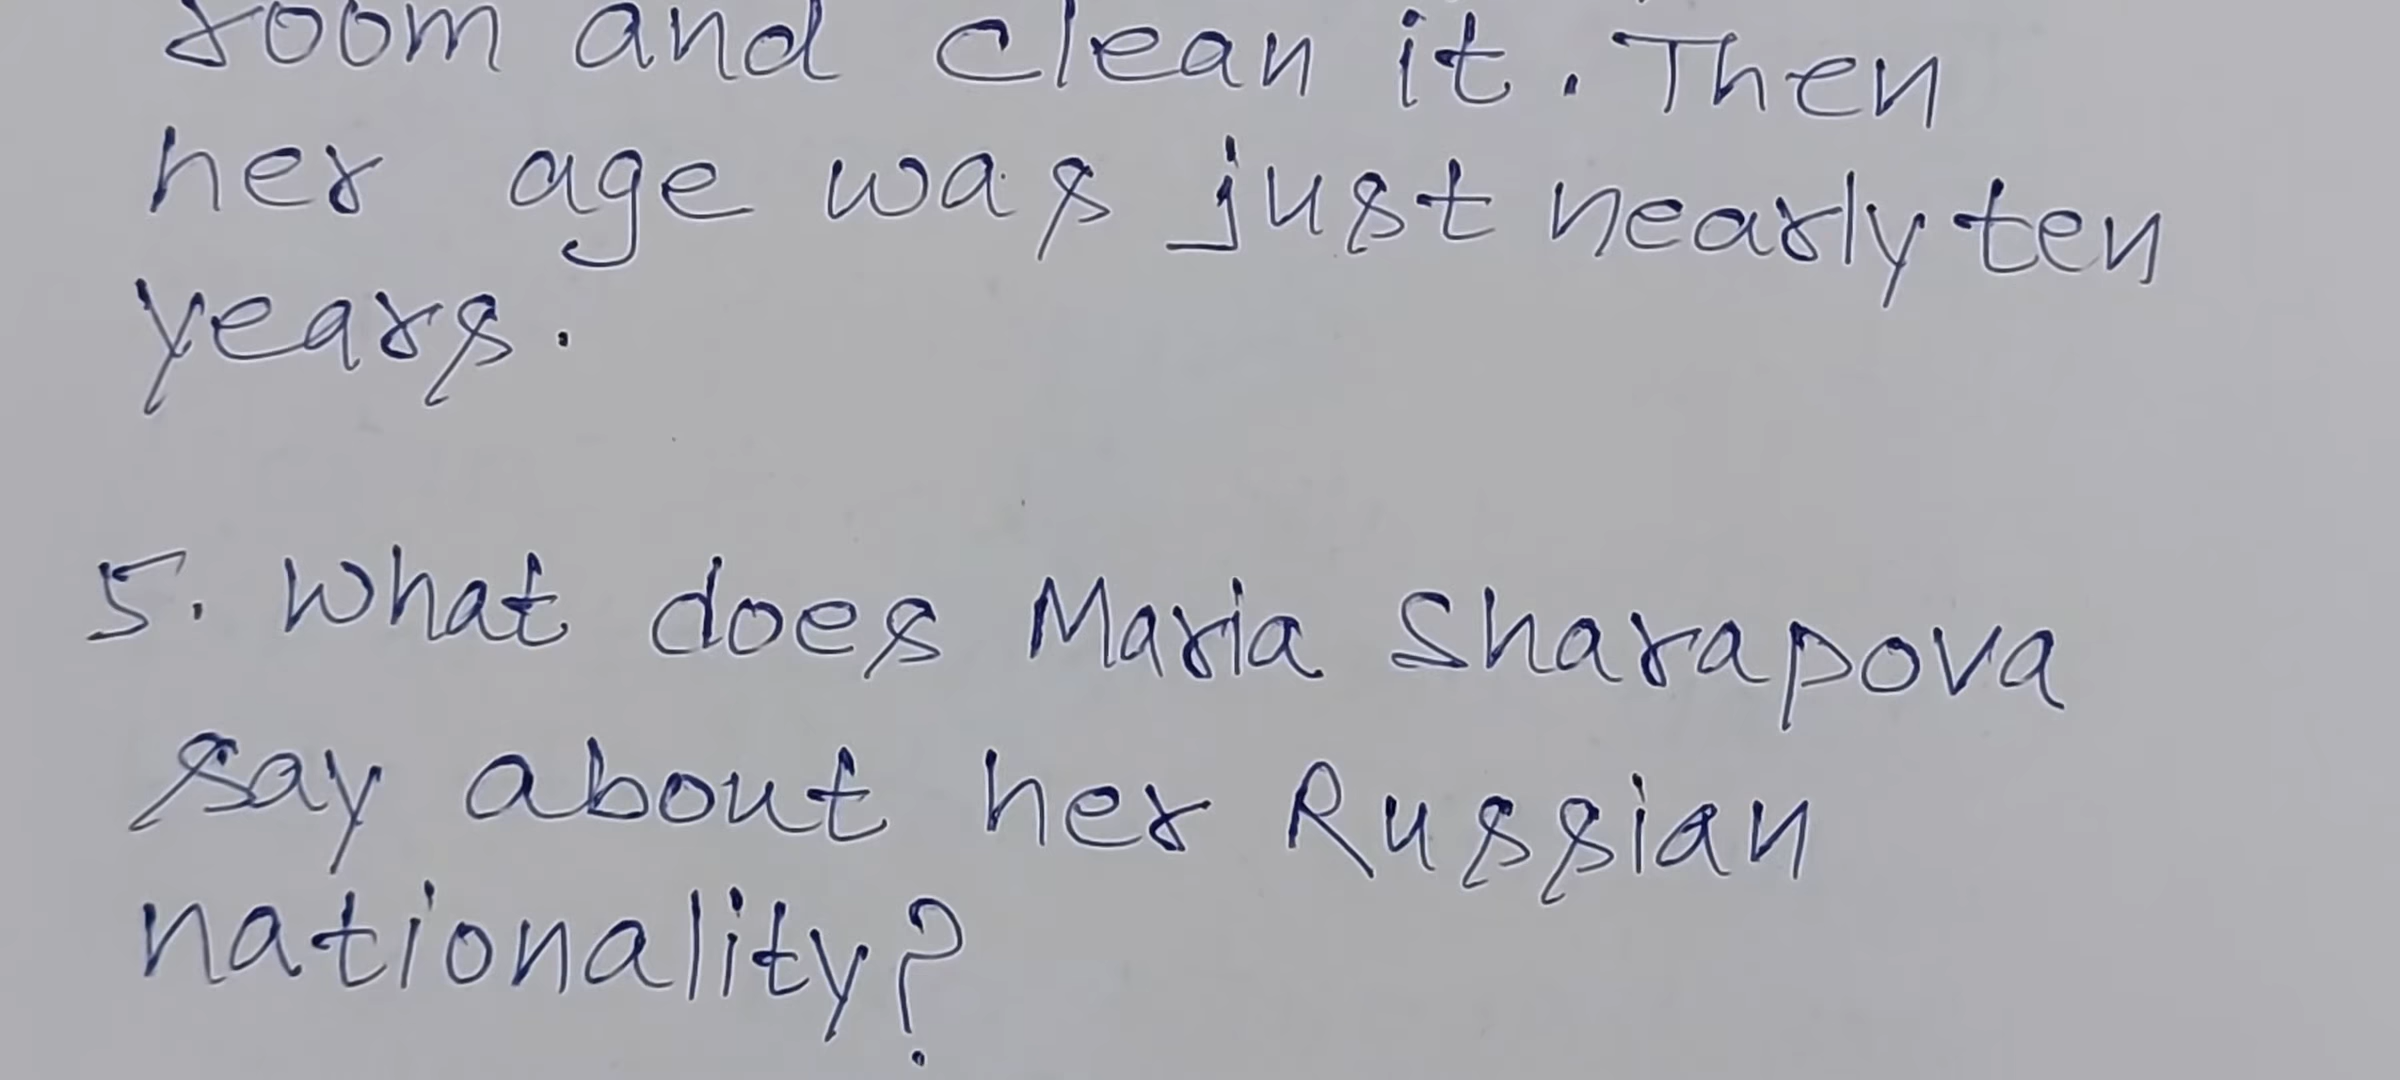 room and clean it. Then
her age was just nearly ten
years.
5. What does Maria Sharapova
say about her Russian
nationality?